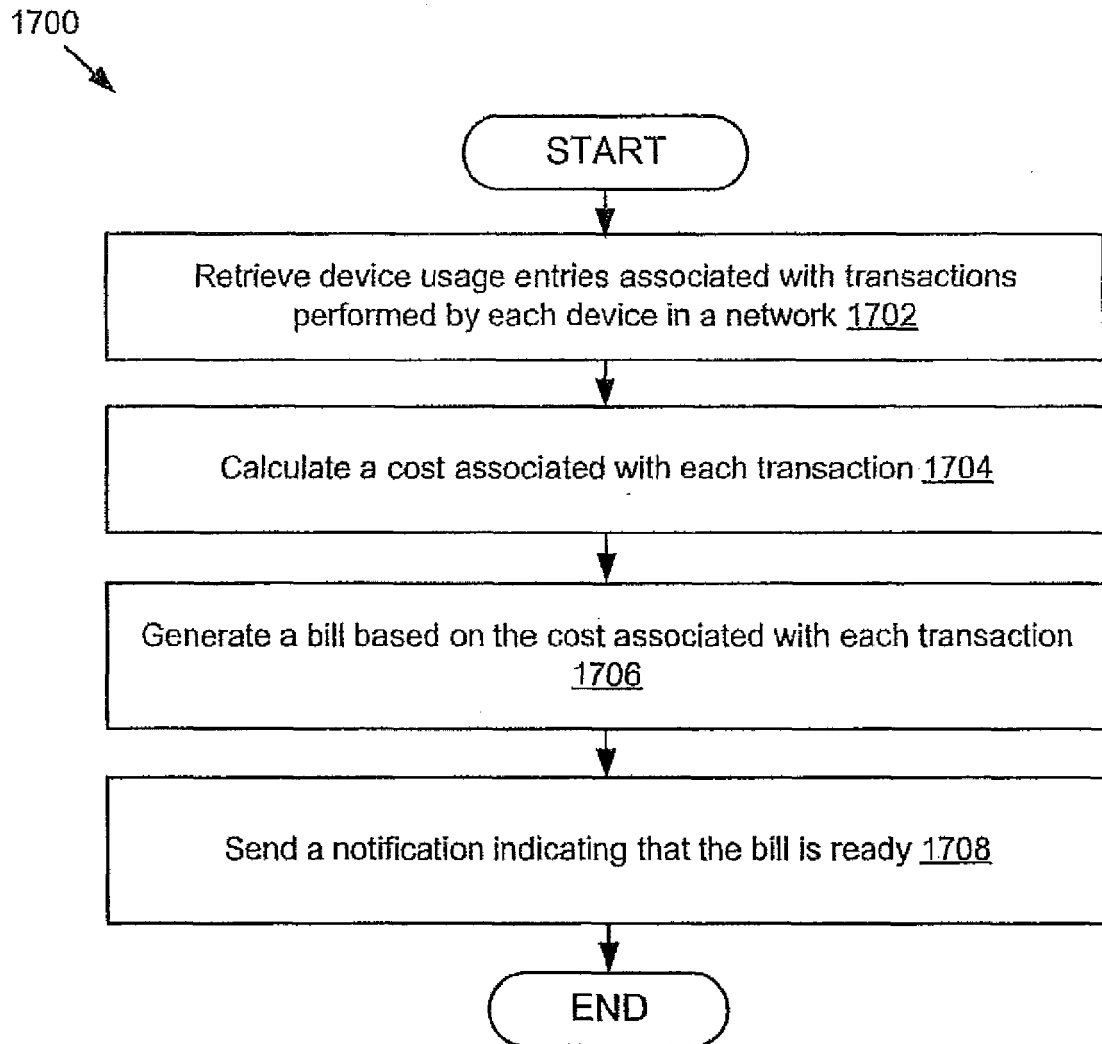 1700
START
Retrieve device usage entries associated with transactions
performed by each device in a network 1702
Calculate a cost associated with each transaction 1704
Generate a bill based on the cost associated with each transaction
1706
Send a notification indicating that the bill is ready 1708
END